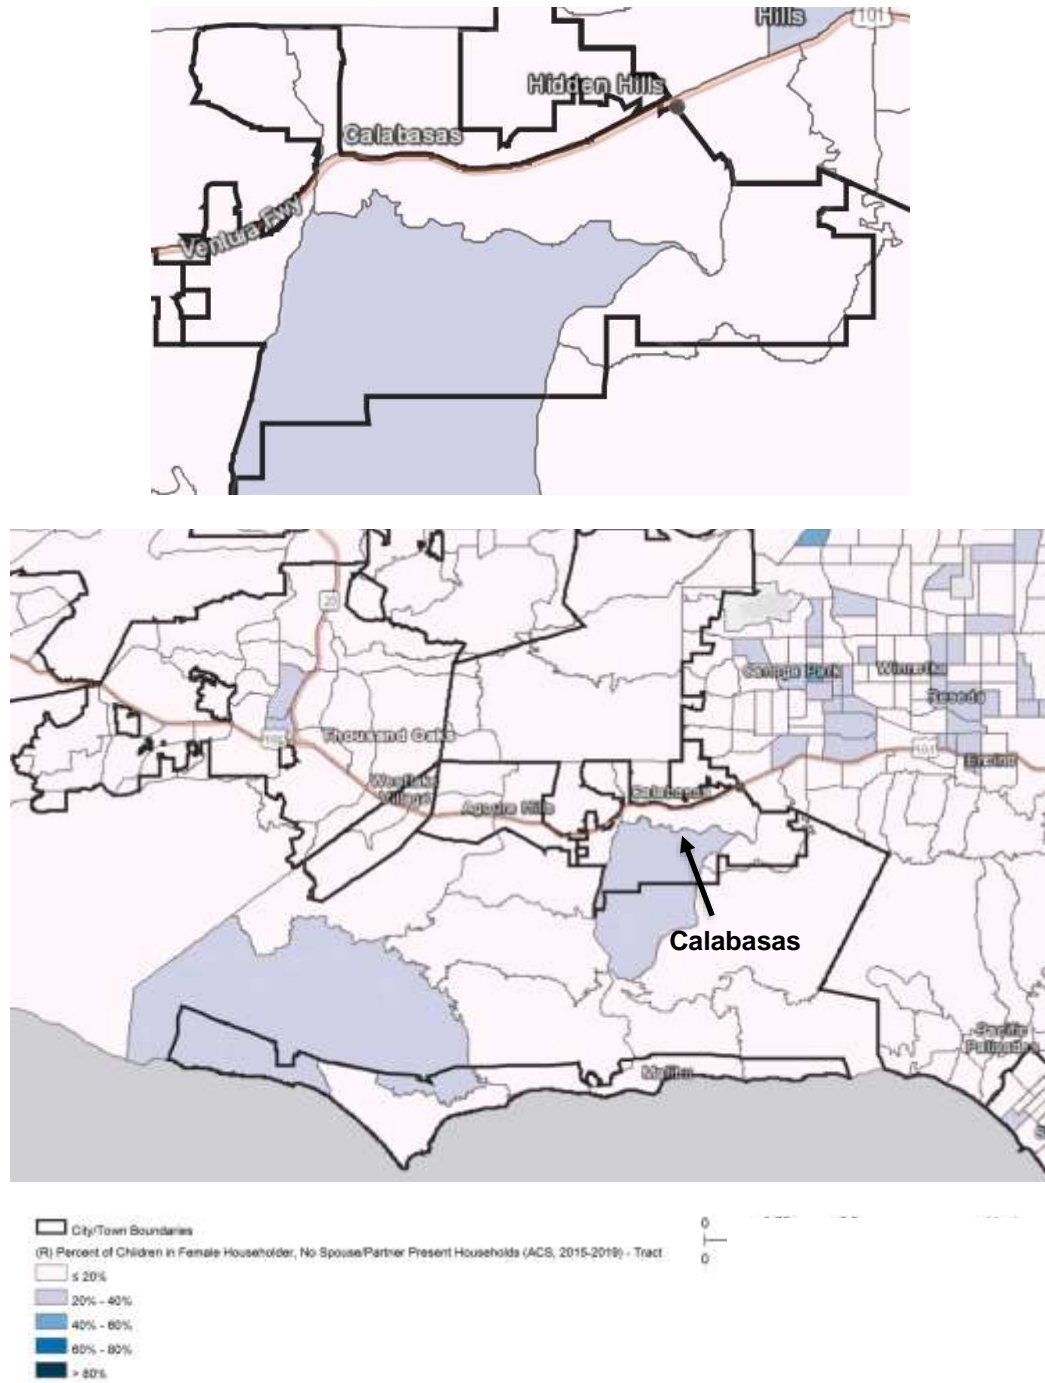 Hills
101
Hidden Hills
Calabasas
Ventura Fwy
23
Canoga Park
Winnetka
Reseda
101
101
Thousand Oaks
Encino
Westlake
Village
Agoura Hills
Calabasas
Calabasas
Pacific
Palisades
Malibu
S
City/Town Boundaries
(R) Percent of Children in Female Householder, No Spouse/Partner Present Households (ACS, 2015-2019) - Tract
≤ 20%
20% - 40%
40% - 60%
60% - 80%
> 80%
0
0